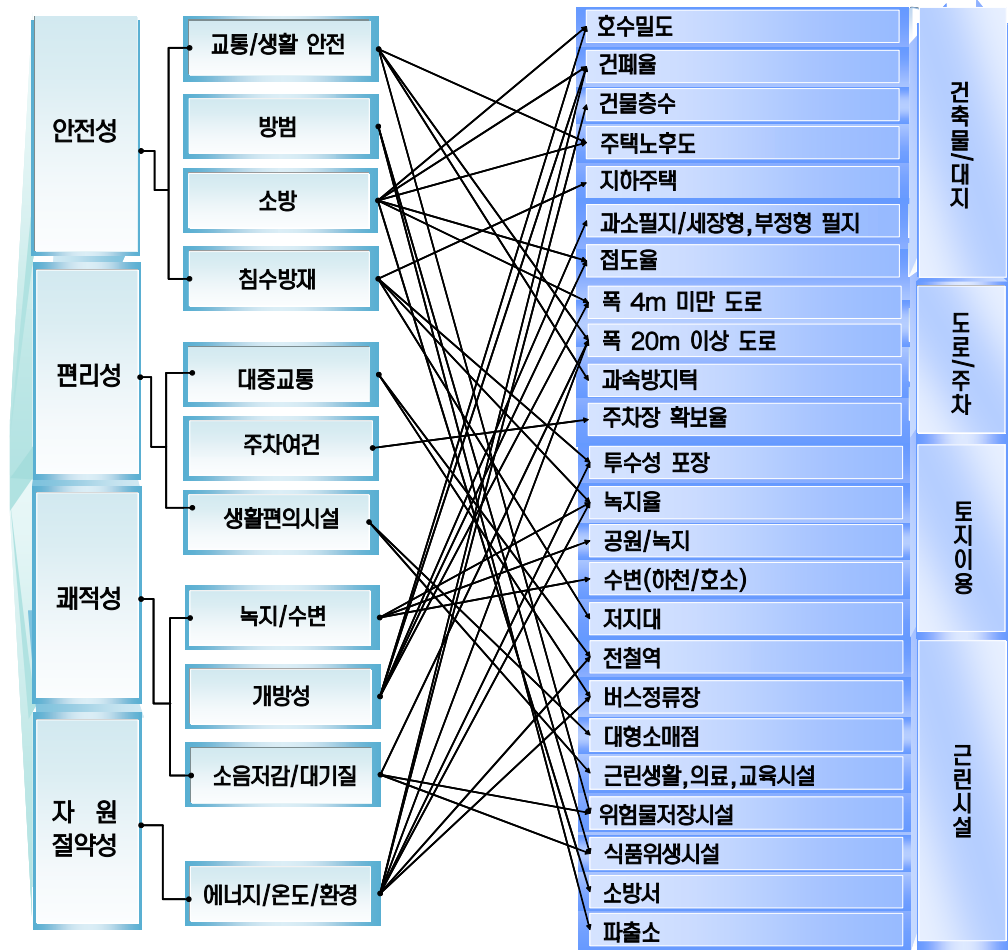 안전성
편리성
쾌적성
자 원
절약성
교통/생활 안전
방범
소방
침수방재
대중교통
주차여건
생활편의시설
녹지/수변
개방성
소음저감/대기질
에너지/온도/환경
호수밀도
건폐율
건물층수
주택노후도
지하주택
과소필지/세장형,부정형 필지
접도율
폭 4m 미만 도로
폭 20m 이상 도로
과속방지턱
주차장 확보율
투수성 포장
녹지율
공원/녹지
수변(하천/호소)
저지대
전철역
버스정류장
대형소매점
근린생활,의료,교육시설
위험물저장시설
식품위생시설
소방서
파출소
건축물/대지
도로/주차
토지이용
근린시설